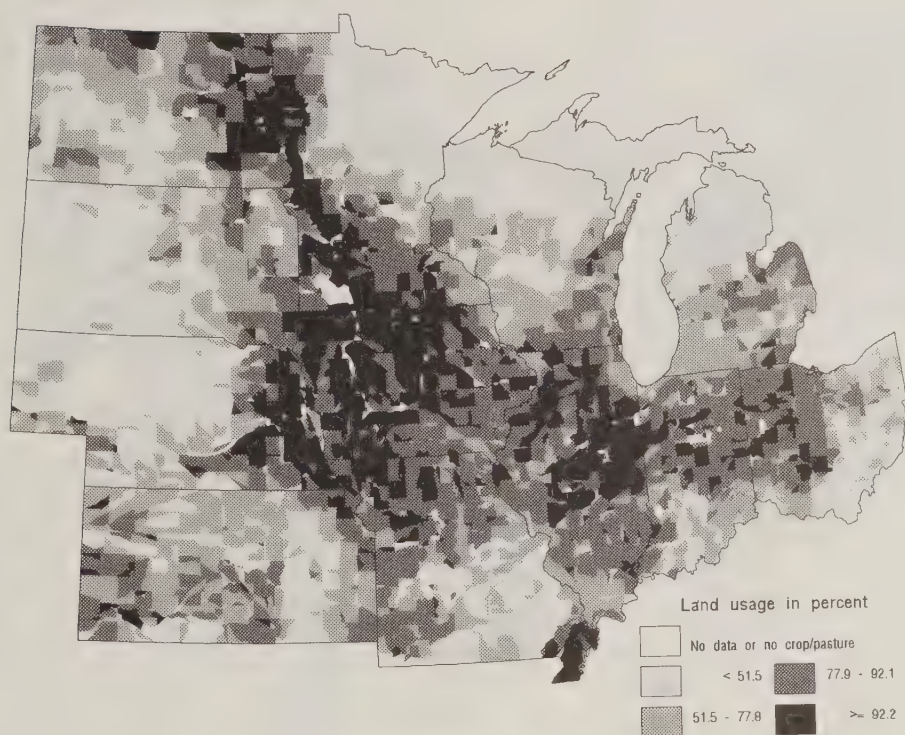 Land usage in percent
No data or no crop/pasture
< 51.5
77.9 - 92.1
51.5 - 77.8
>= 92.2